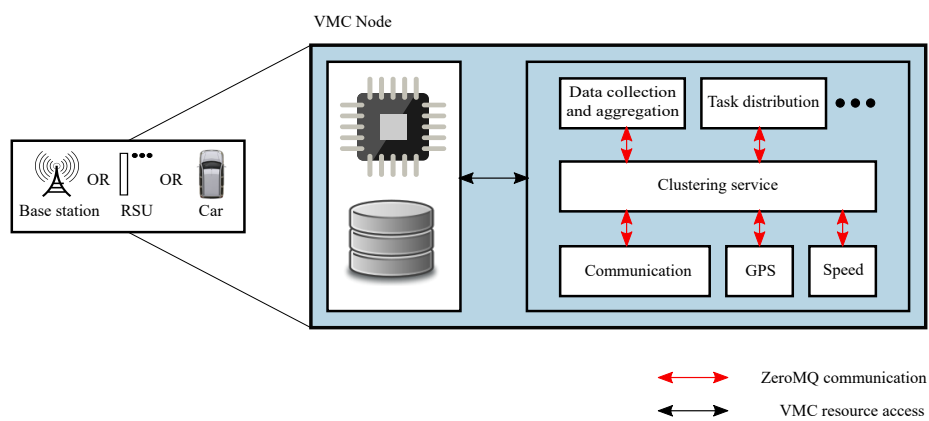 VMC Node
Data collection
and aggregation
Task distribution
OR
OR
Base station
RSU
Car
Clustering service
Communication
GPS
Speed
ZeroMQ communication
VMC resource access